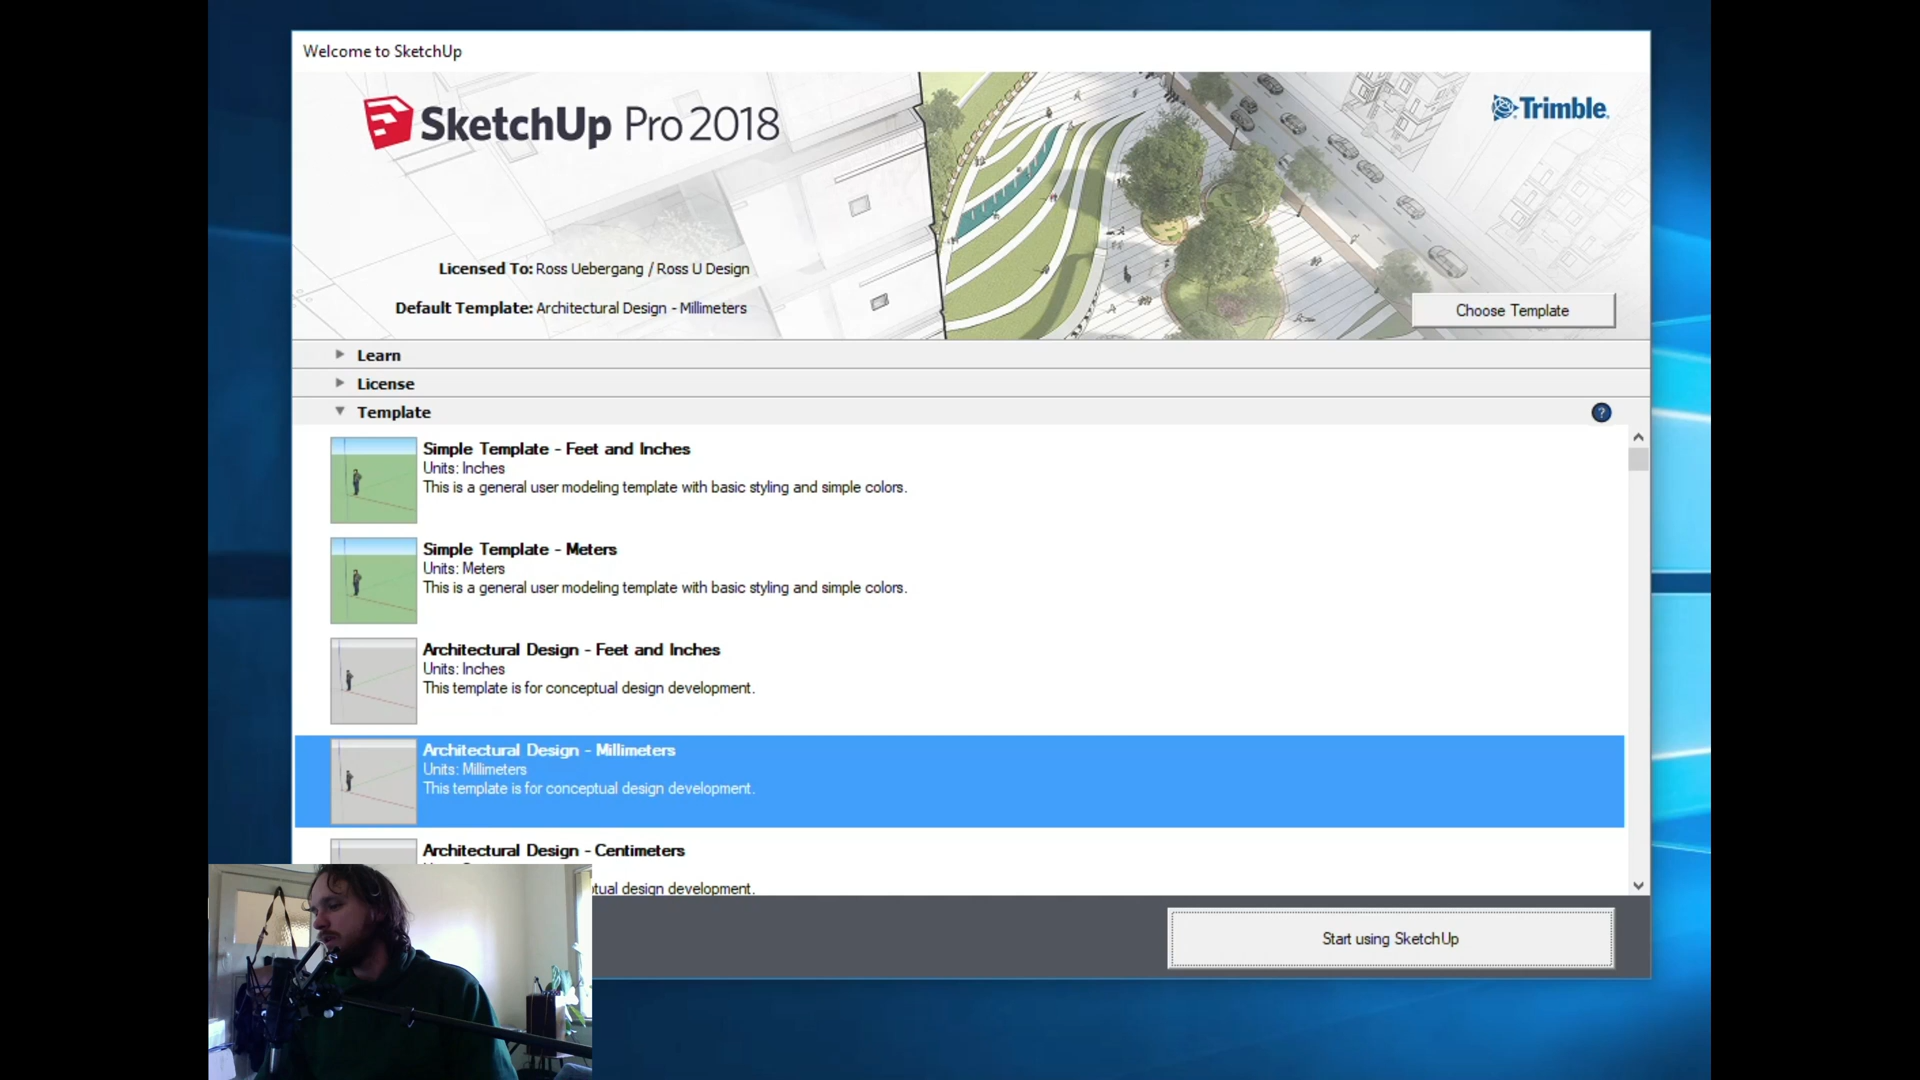 Welcome to SketchUp
SketchUp Pro 2018
Trimble.
Licensed To: Ross Uebergang / Ross U Design
Default Template: Architectural Design - Millimeters
Choose Template
Learn
License
Template
?
Simple Template - Feet and Inches
Units: Inches
This is a general user modeling template with basic styling and simple colors.
Simple Template - Meters
Units: Meters
This is a general user modeling template with basic styling and simple colors.
Architectural Design - Feet and Inches
Units: Inches
This template is for conceptual design development.
Architectural Design - Millimeters
Units: Millimeters
This template is for conceptual design development.
Architectural Design - Centimeters
design development.
Start using SketchUp